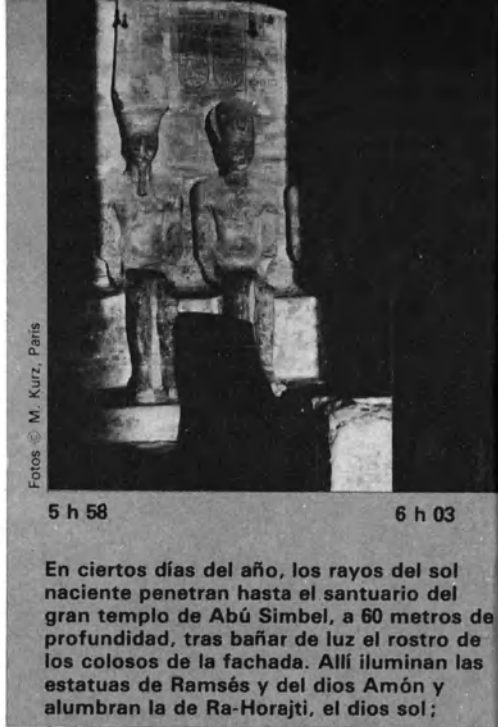 Fotos © M. Kurz, Paris
5 h 58
6 h 03
En ciertos días del año, los rayos del sol
naciente penetran hasta el santuario del
gran templo de Abú Simbel, a 60 metros de
profundidad, tras bañar de luz el rostro de
los colosos de la fachada. Allí iluminan las
estatuas de Ramsés y del dios Amón y
alumbran la de Ra-Horajti, el dios sol;